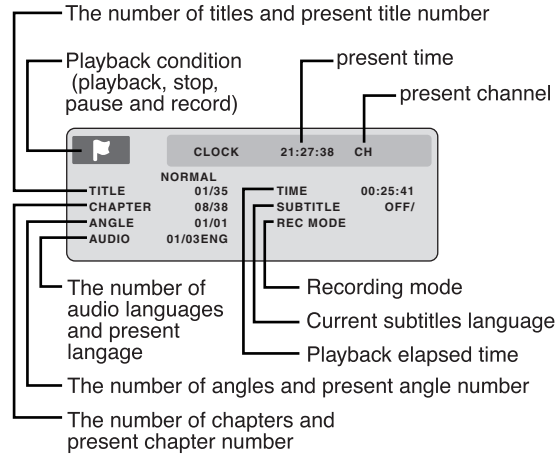 The number of titles and present title number
Playback condition
(playback, stop,
pause and record)
present time
present channel
CLOCK 21:27:38 CH
NORMAL
TITLE 01/35 TIME 00:25:41
CHAPTER 08/38 SUBTITLE OFF/
ANGLE 01/01 REC MODE
AUDIO 01/03ENG
The number of
audio languages
and present
langage
Recording mode
Current subtitles language
Playback elapsed time
The number of angles and present angle number
The number of chapters and
present chapter number